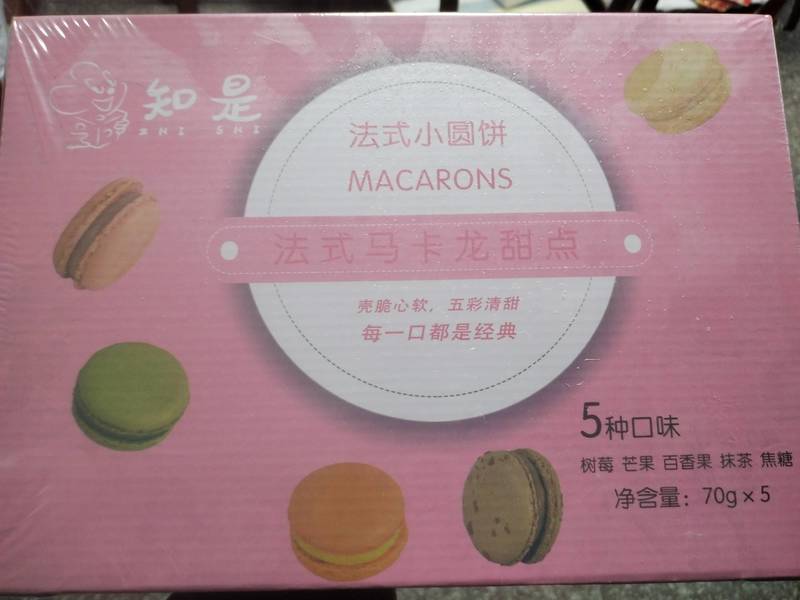 知是
ZHI SHI
法式小圆饼
MACARONS
法式马卡龙甜点
壳脆心软，五彩清甜
每一口都是经典
5种口味
树莓 芒果 百香果 抹茶 焦糖
净含量：70g×5